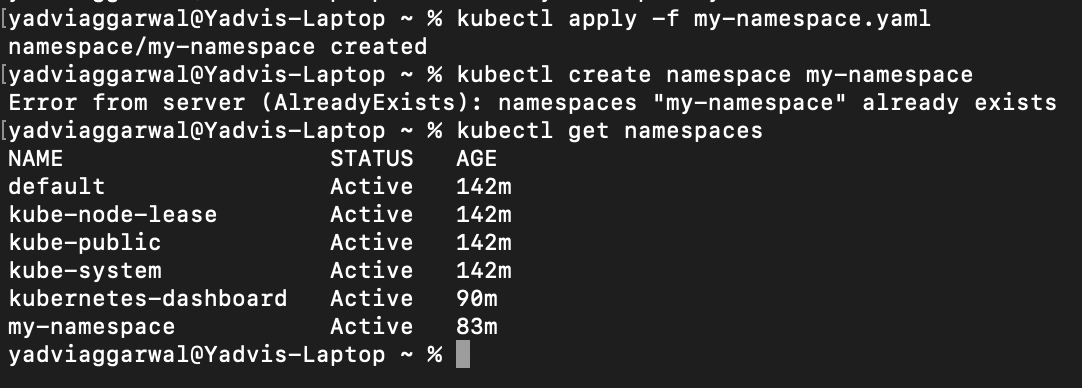 [yadviaggarwal@Yadvis-Laptop ~ % kubectl apply -f my-namespace.yaml
namespace/my-namespace created
[yadviaggarwal@Yadvis-Laptop ~ % kubectl create namespace my-namespace
Error from server (AlreadyExists): namespaces "my-namespace" already exists
[yadviaggarwal@Yadvis-Laptop ~ % kubectl get namespaces
NAME STATUS AGE
default Active 142m
kube-node-lease Active 142m
kube-public Active 142m
kube-system Active 142m
kubernetes-dashboard Active 90m
my-namespace Active 83m
yadviaggarwal@Yadvis-Laptop ~ %